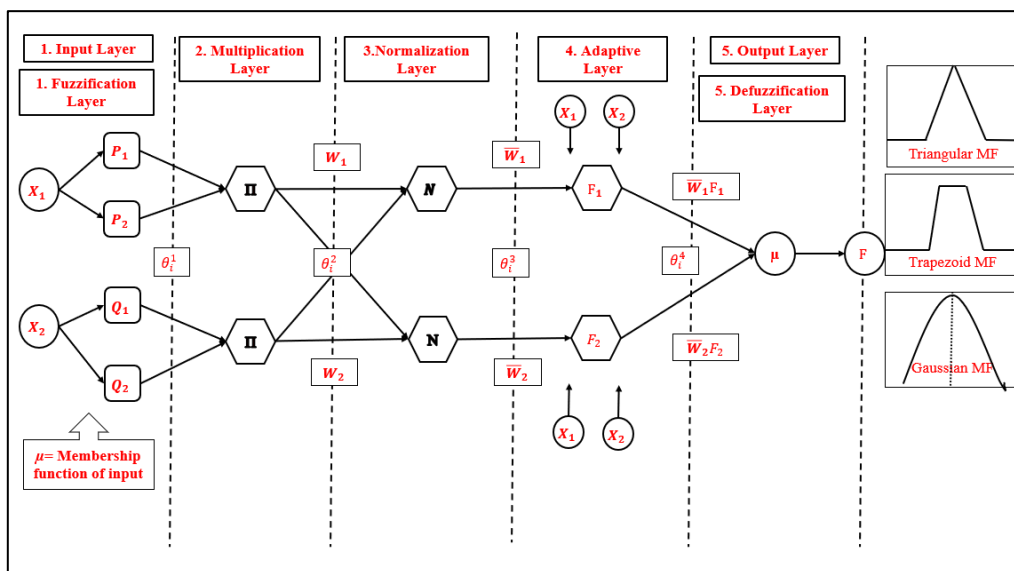 1. Input Layer
1. Fuzzification
Layer
2. Multiplication
Layer
3.Normalization
Layer
4. Adaptive
Layer
5. Output Layer
5. Defuzzification
Layer
X₁
P₁
P₂
X₂
Q₁
Q₂
θᵢ¹
Π
Π
W₁
θᵢ²
W₂
N
N
W̅₁
θᵢ³
W̅₂
X₁ X₂
F₁
F₂
X₁ X₂
W̅₁F₁
θᵢ⁴
W̅₂F₂
μ
F
Triangular MF
Trapezoid MF
Gaussian MF
μ= Membership
function of input